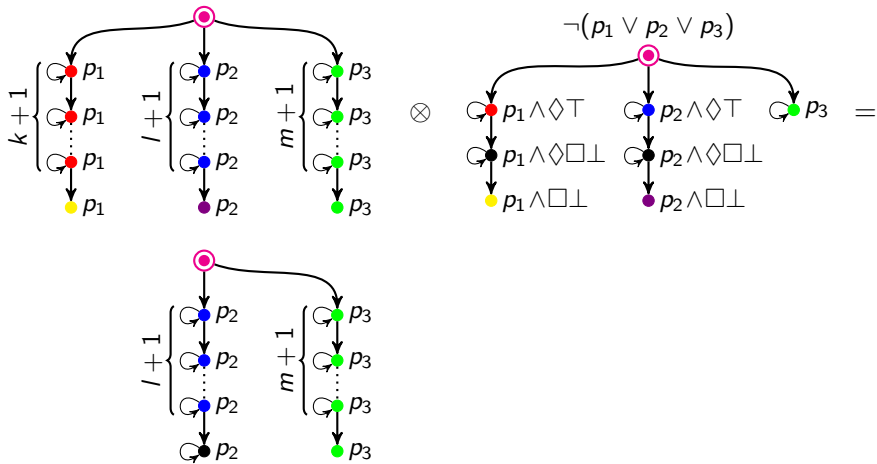 ¬(p₁ ∨ p₂ ∨ p₃)
k + 1 p₁ l + 1 p₂ m + 1 p₃ ⊗ p₁ ∧ ◊⊤ p₂ ∧ ◊⊤ p₃ =
p₁ p₂ p₃ p₁ ∧ ◊□⊥ p₂ ∧ ◊□⊥
p₁ p₂ p₃
p₁ p₂ p₃ p₁ ∧ □⊥ p₂ ∧ □⊥
l + 1 p₂ m + 1 p₃
p₂ p₃
p₂ p₃
p₂ p₃